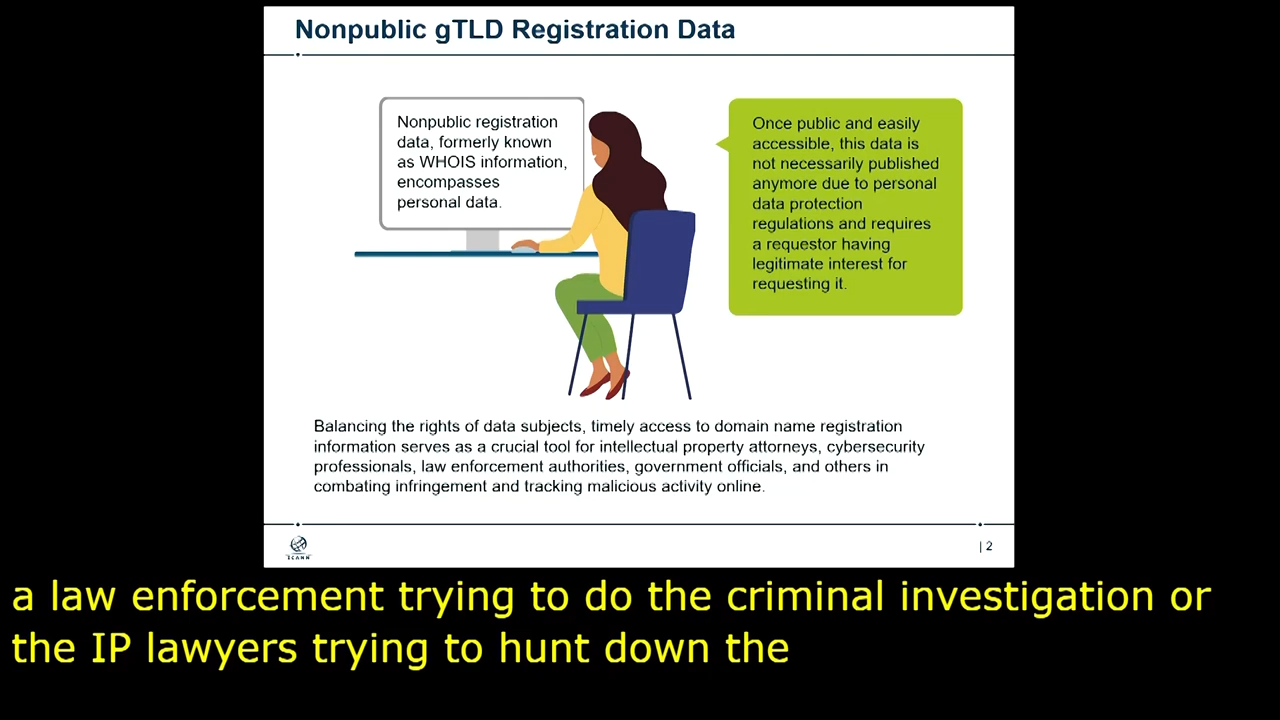 Nonpublic gTLD Registration Data
Nonpublic registration
data, formerly known
as WHOIS information,
encompasses
personal data.
Once public and easily
accessible, this data is
not necessarily published
anymore due to personal
data protection
regulations and requires
a requestor having
legitimate interest for
requesting it.
Balancing the rights of data subjects, timely access to domain name registration
information serves as a crucial tool for intellectual property attorneys, cybersecurity
professionals, law enforcement authorities, government officials, and others in
combating infringement and tracking malicious activity online.
ICANN
| 2
a law enforcement trying to do the criminal investigation or
the IP lawyers trying to hunt down the